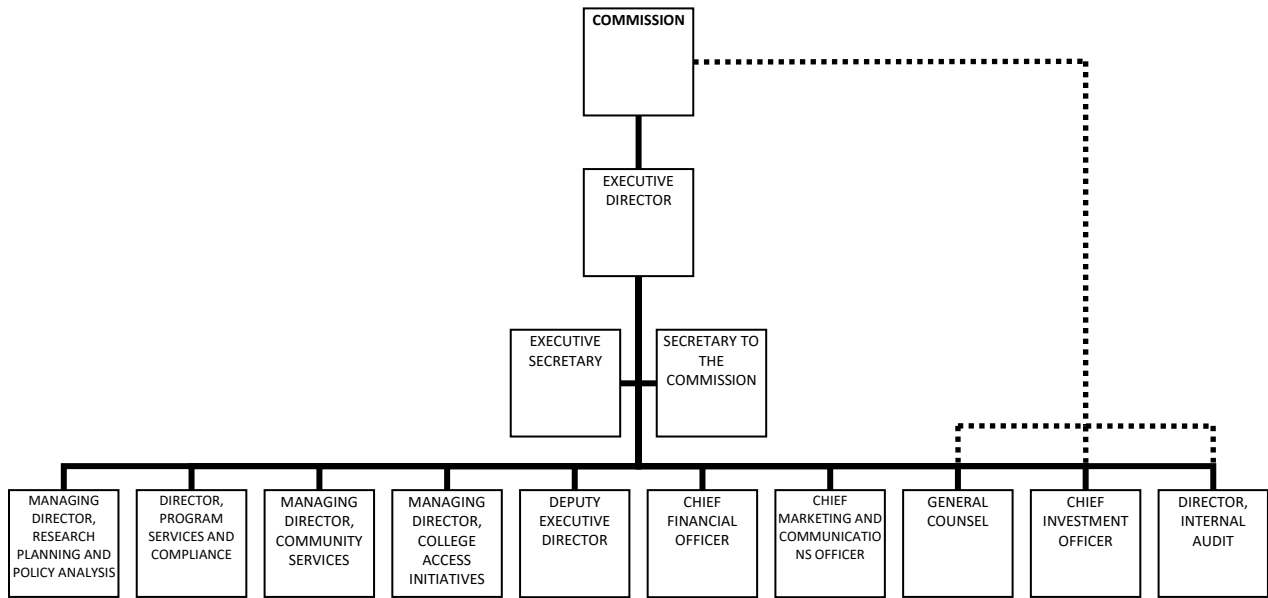 COMMISSION
EXECUTIVE
DIRECTOR
EXECUTIVE
SECRETARY
SECRETARY TO
THE
COMMISSION
MANAGING
DIRECTOR,
RESEARCH
PLANNING AND
POLICY ANALYSIS
DIRECTOR,
PROGRAM
SERVICES AND
COMPLIANCE
MANAGING
DIRECTOR,
COMMUNITY
SERVICES
MANAGING
DIRECTOR,
COLLEGE
ACCESS
INITIATIVES
DEPUTY
EXECUTIVE
DIRECTOR
CHIEF
FINANCIAL
OFFICER
CHIEF
MARKETING AND
COMMUNICATIO
NS OFFICER
GENERAL
COUNSEL
CHIEF
INVESTMENT
OFFICER
DIRECTOR,
INTERNAL
AUDIT